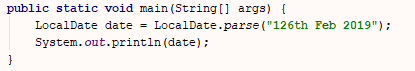 public static void main(String[] args) {
LocalDate date = LocalDate.parse("126th Feb 2019");
System.out.println(date);
}